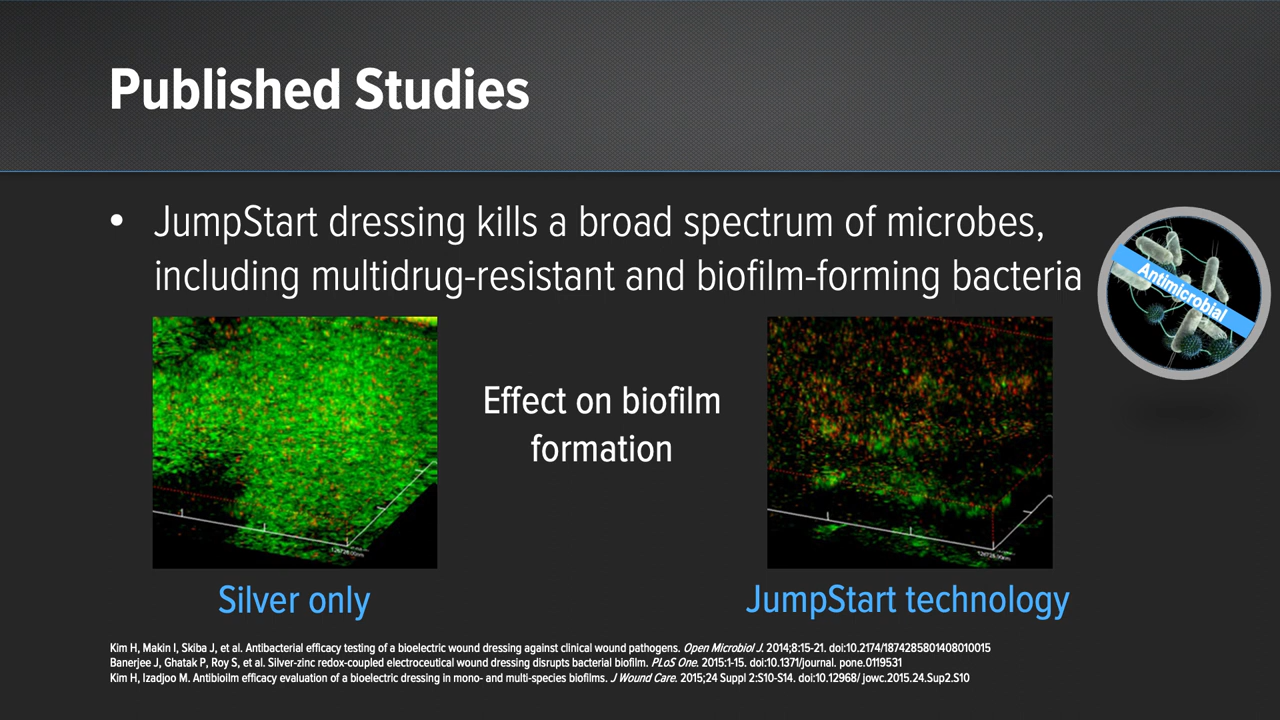 Published Studies
• JumpStart dressing kills a broad spectrum of microbes,
including multidrug-resistant and biofilm-forming bacteria
Antimicrobial
Effect on biofilm
formation
Silver only
JumpStart technology
Kim H, Makin I, Skiba J, et al. Antibacterial efficacy testing of a bioelectric wound dressing against clinical wound pathogens. Open Microbiol J. 2014;8:15-21. doi:10.2174/1874285801408010015
Banerjee J, Ghatak P, Roy S, et al. Silver-zinc redox-coupled electroceutical wound dressing disrupts bacterial biofilm. PLoS One. 2015:1-15. doi:10.1371/journal. pone.0119531
Kim H, Izadjoo M. Antibioilm efficacy evaluation of a bioelectric dressing in mono- and multi-species biofilms. J Wound Care. 2015;24 Suppl 2:S10-S14. doi:10.12968/ jowc.2015.24.Sup2.S10